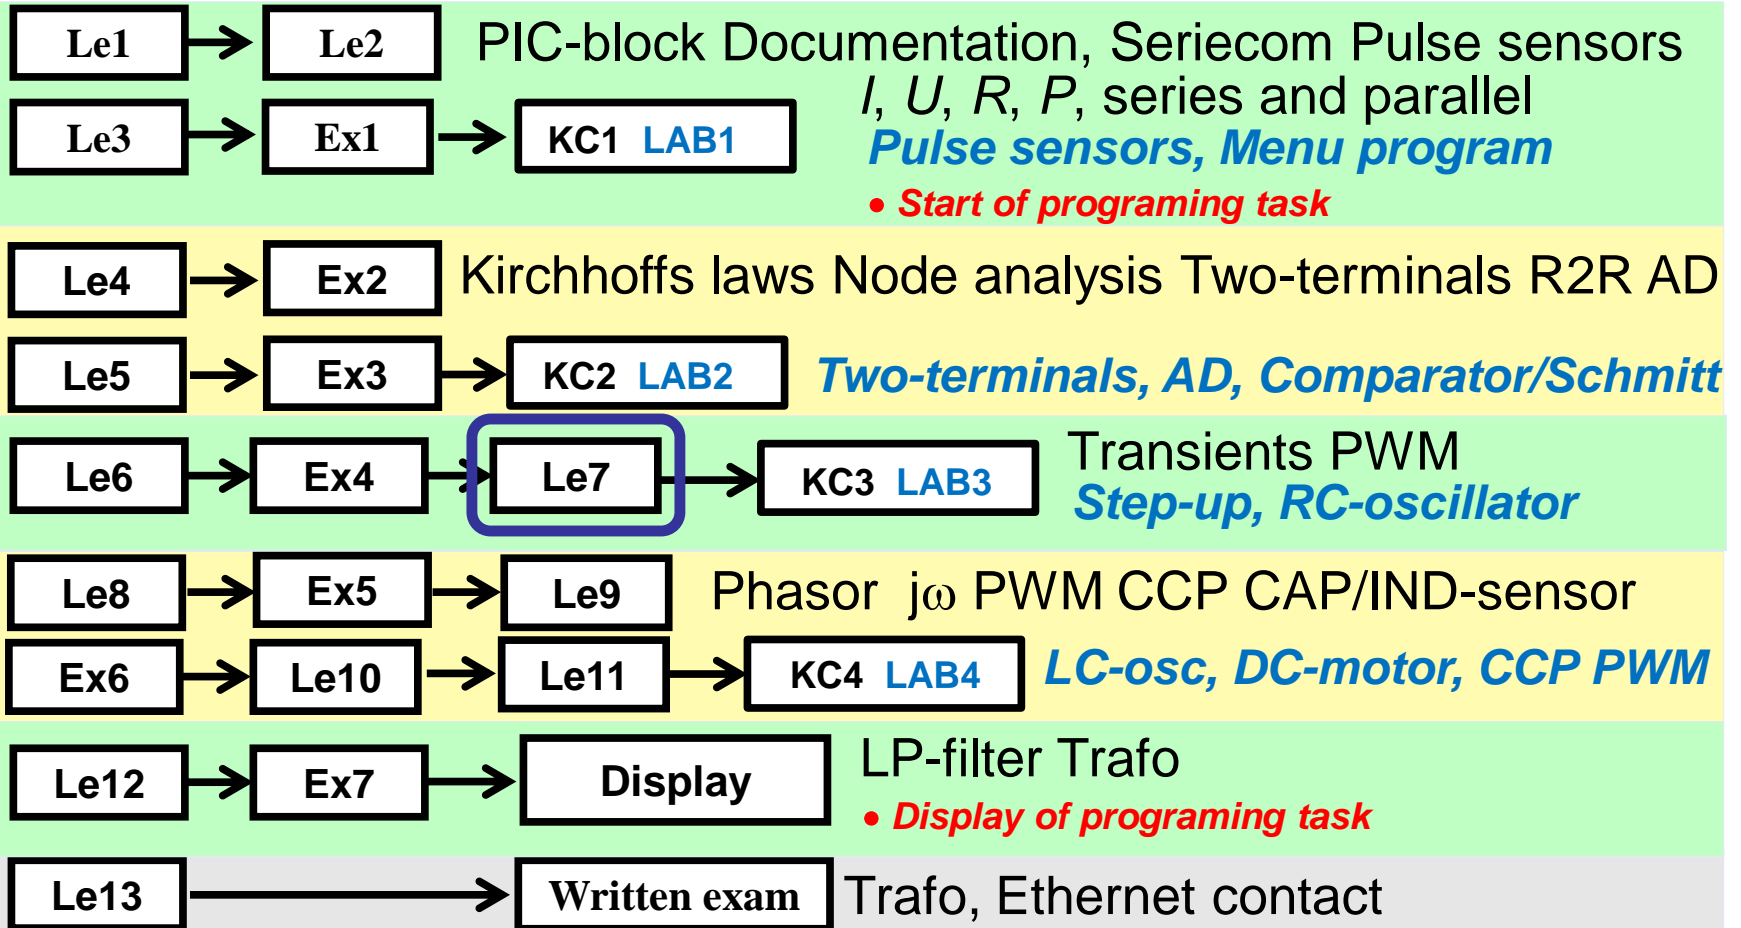 Le1 Le2 PIC-block Documentation, Seriecom Pulse sensors
I, U, R, P, series and parallel
Le3 Ex1 KC1 LAB1 Pulse sensors, Menu program
• Start of programing task
Le4 Ex2 Kirchhoffs laws Node analysis Two-terminals R2R AD
Le5 Ex3 KC2 LAB2 Two-terminals, AD, Comparator/Schmitt
Le6 Ex4 Le7 KC3 LAB3 Transients PWM
Step-up, RC-oscillator
Le8 Ex5 Le9 Phasor jω PWM CCP CAP/IND-sensor
Ex6 Le10 Le11 KC4 LAB4 LC-osc, DC-motor, CCP PWM
Le12 Ex7 Display LP-filter Trafo
• Display of programing task
Le13 Written exam Trafo, Ethernet contact